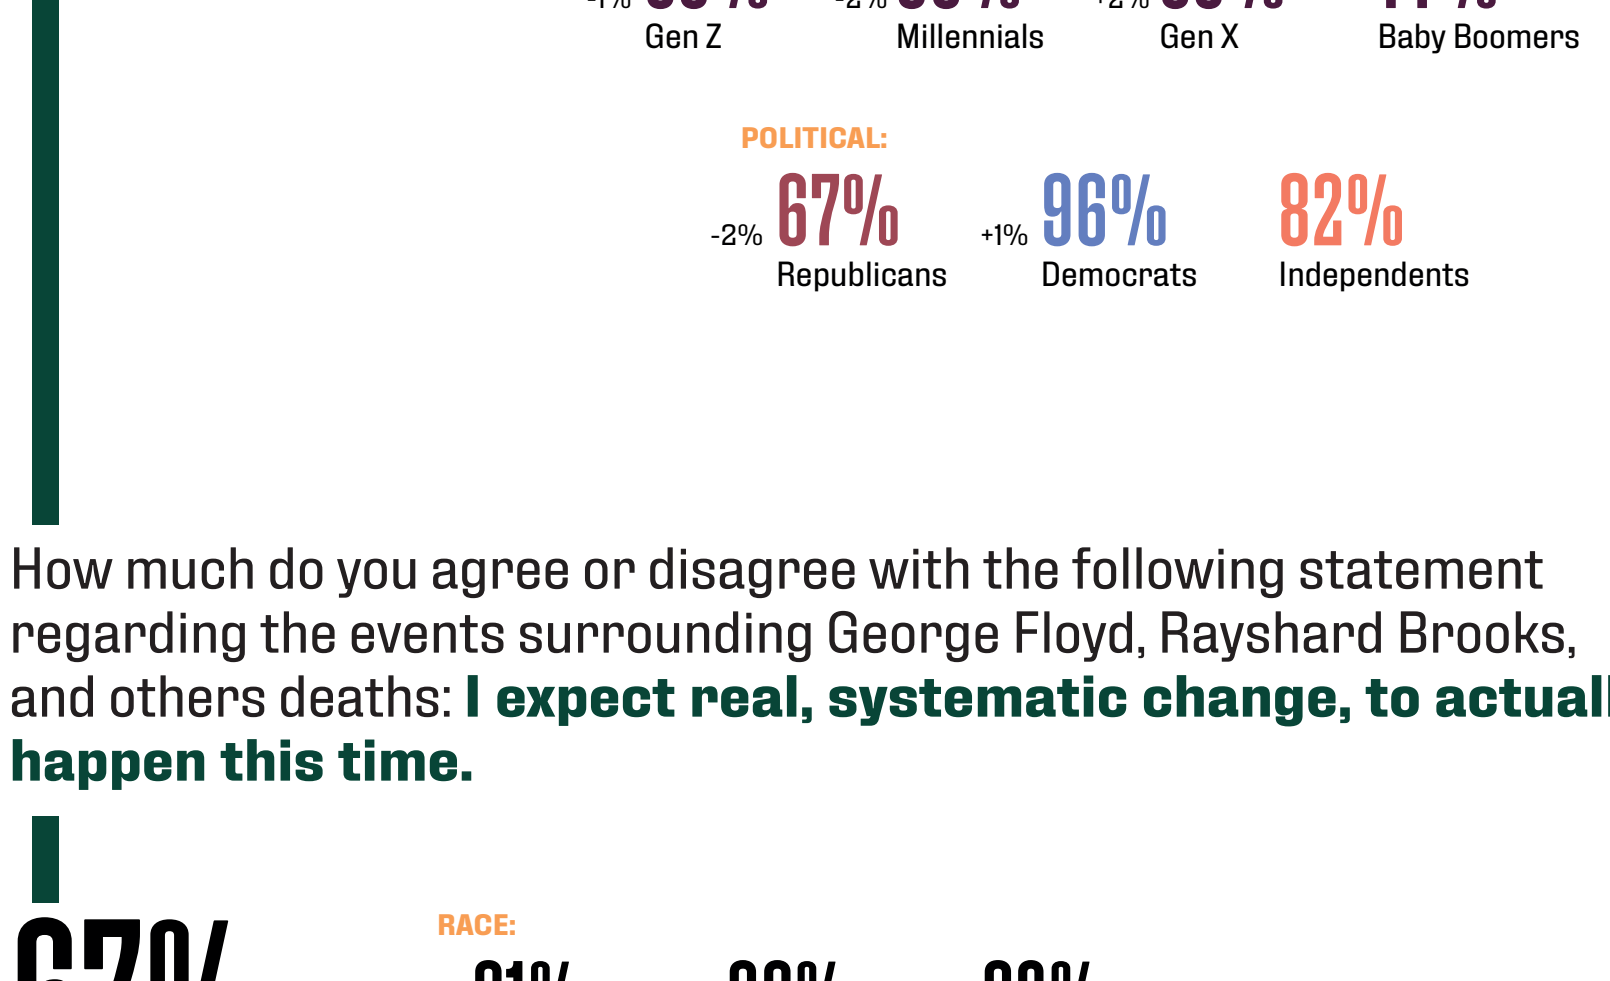 Gen Z Millennials Gen X Baby Boomers
POLITICAL:
-2% 67% +1% 96% 82%
Republicans Democrats Independents
How much do you agree or disagree with the following statement
regarding the events surrounding George Floyd, Rayshard Brooks,
and others deaths: I expect real, systematic change, to actuall
happen this time.
67%
RACE: